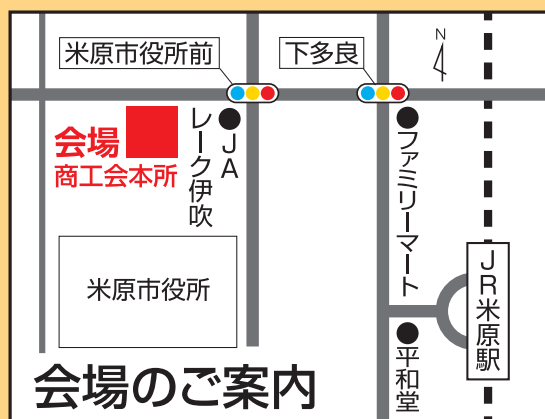 米原市役所前
下多良
N
会場
商工会本所
JA
レーク伊吹
ファミリーマート
米原市役所
JR米原駅
平和堂
会場のご案内